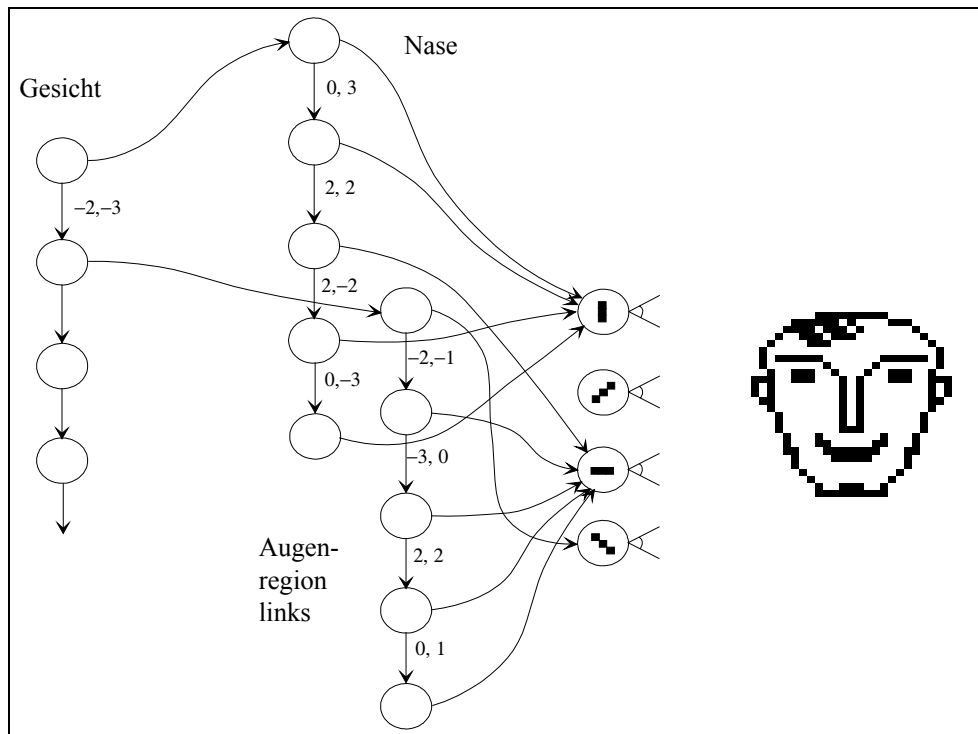 Nase
Gesicht
0, 3
2, 2
−2,−3
2,−2
0,−3
−2,−1
−3, 0
2, 2
0, 1
Augen-
region
links